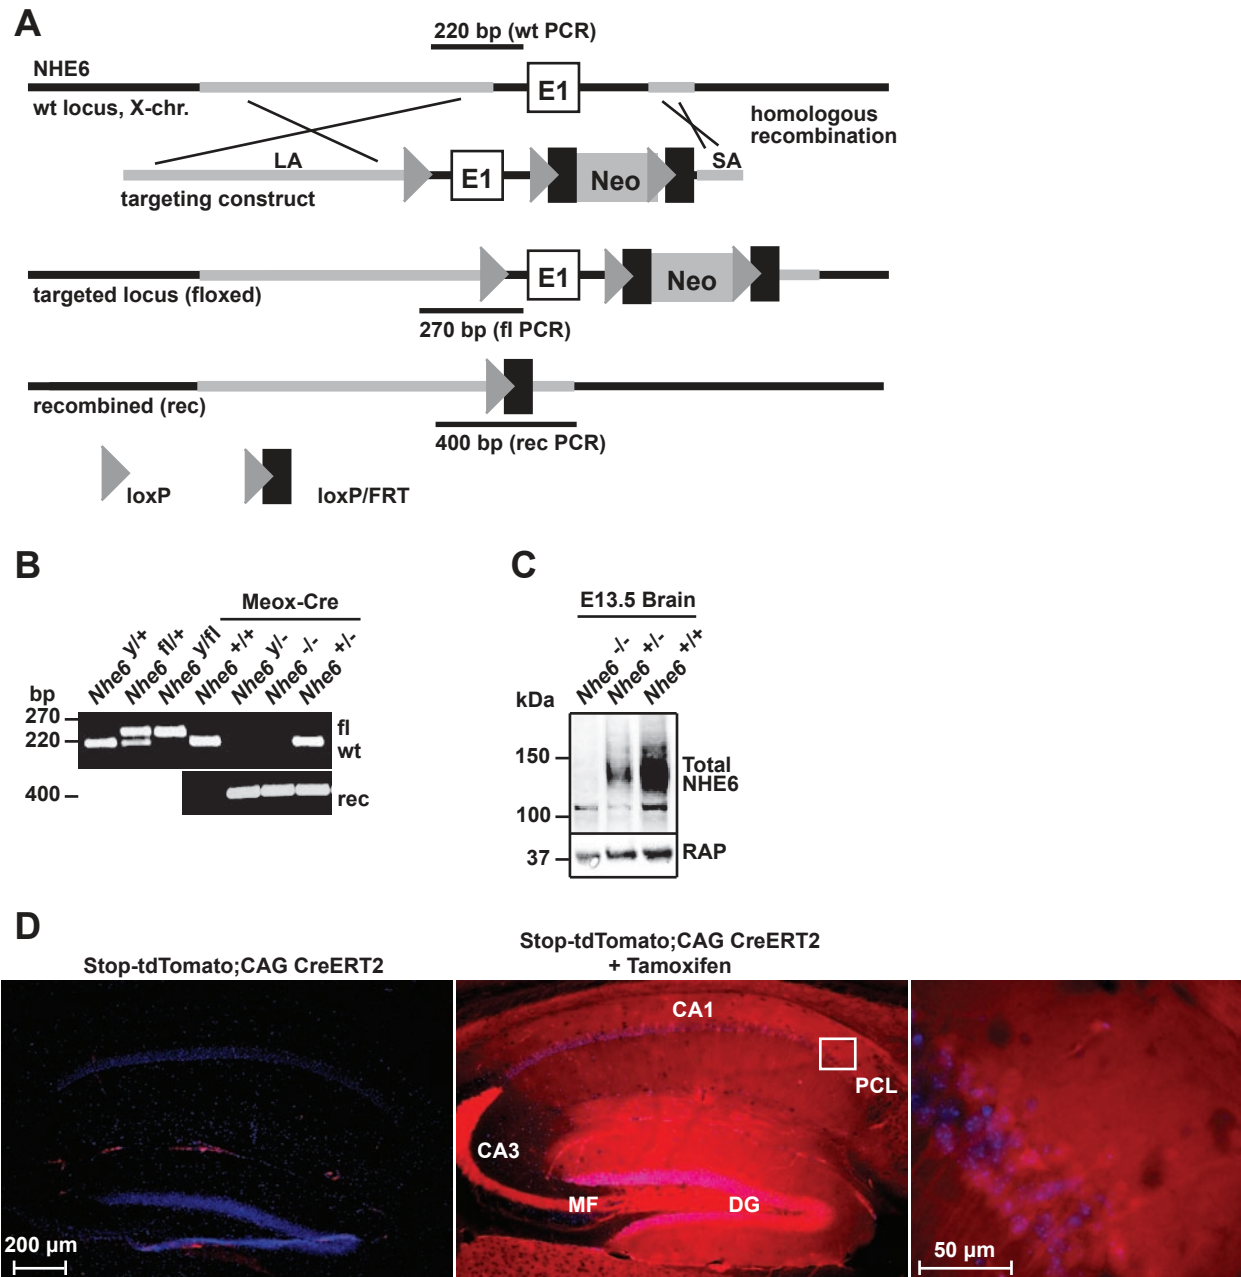 A
220 bp (wt PCR)
NHE6
E1
wt locus, X-chr.
homologous
recombination
LA
SA
E1
Neo
targeting construct
E1
Neo
targeted locus (floxed)
270 bp (fl PCR)
recombined (rec)
400 bp (rec PCR)
loxP
loxP/FRT
B
Meox-Cre
Nhe6 y/+
Nhe6 fl/+
Nhe6 y/fl
Nhe6 +/+
Nhe6 y/-
Nhe6 -/-
Nhe6 +/-
bp
270
220
fl
wt
400
rec
C
E13.5 Brain
Nhe6 -/-
Nhe6 +/-
Nhe6 +/+
kDa
150
Total
NHE6
100
37
RAP
D
Stop-tdTomato;CAG CreERT2
Stop-tdTomato;CAG CreERT2
+ Tamoxifen
CA1
PCL
CA3
MF
DG
200 µm
50 µm